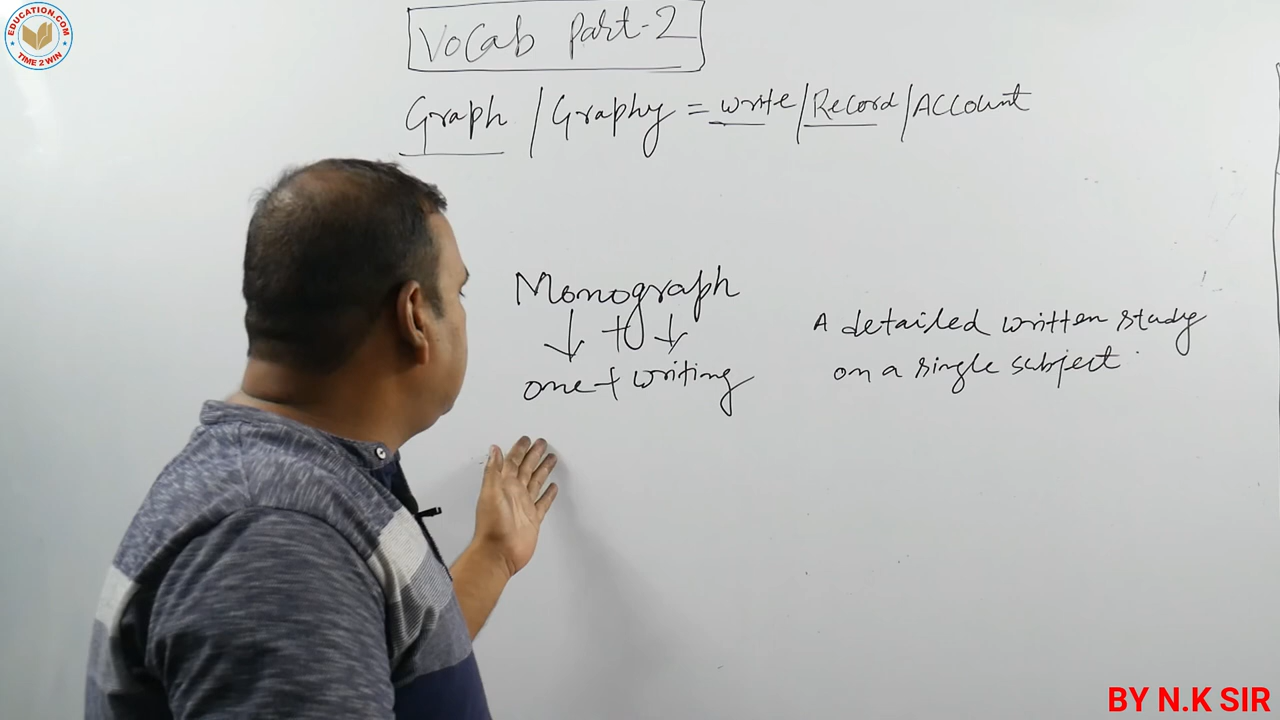 EDUCATION.COM
TIME 2 WIN
Vocab Part-2
Graph / Graphy = write / Record / Account
Monograph
one + writing
A detailed written study
on a single subject
BY N.K SIR